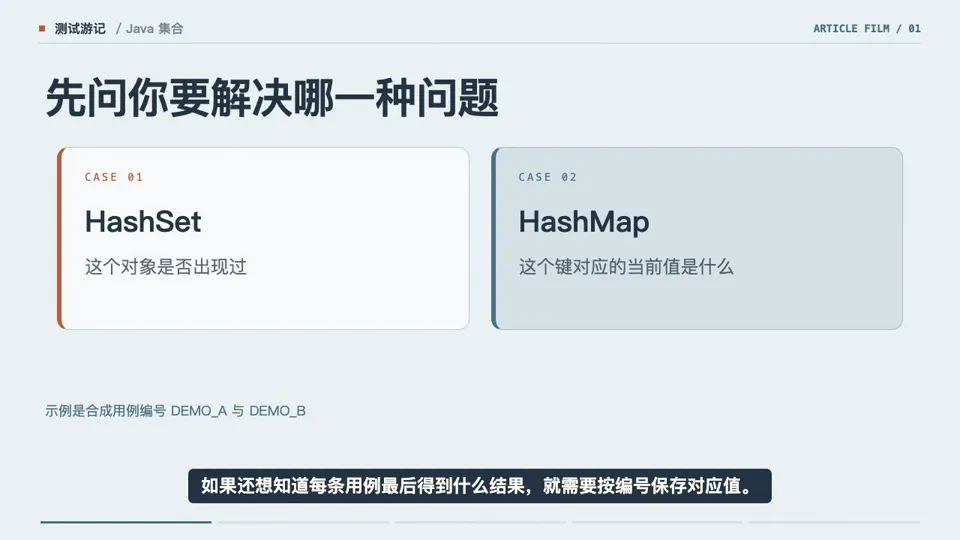 测试游记 / Java 集合
ARTICLE FILM / 01
先问你要解决哪一种问题
CASE 01
HashSet
这个对象是否出现过
CASE 02
HashMap
这个键对应的当前值是什么
示例是合成用例编号 DEMO_A 与 DEMO_B
如果还想知道每条用例最后得到什么结果，就需要按编号保存对应值。